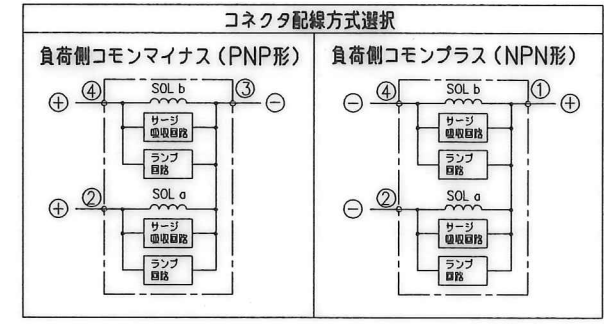 コネクタ配線方式選択
負荷側コモンマイナス(PNP形)
④ SOL b ③
⊕ ⊖
サージ
吸収回路
ランプ
回路
② SOL a
⊕
サージ
吸収回路
ランプ
回路
負荷側コモンプラス(NPN形)
④ SOL b ①
⊖ ⊕
サージ
吸収回路
ランプ
回路
② SOL a
⊖
サージ
吸収回路
ランプ
回路